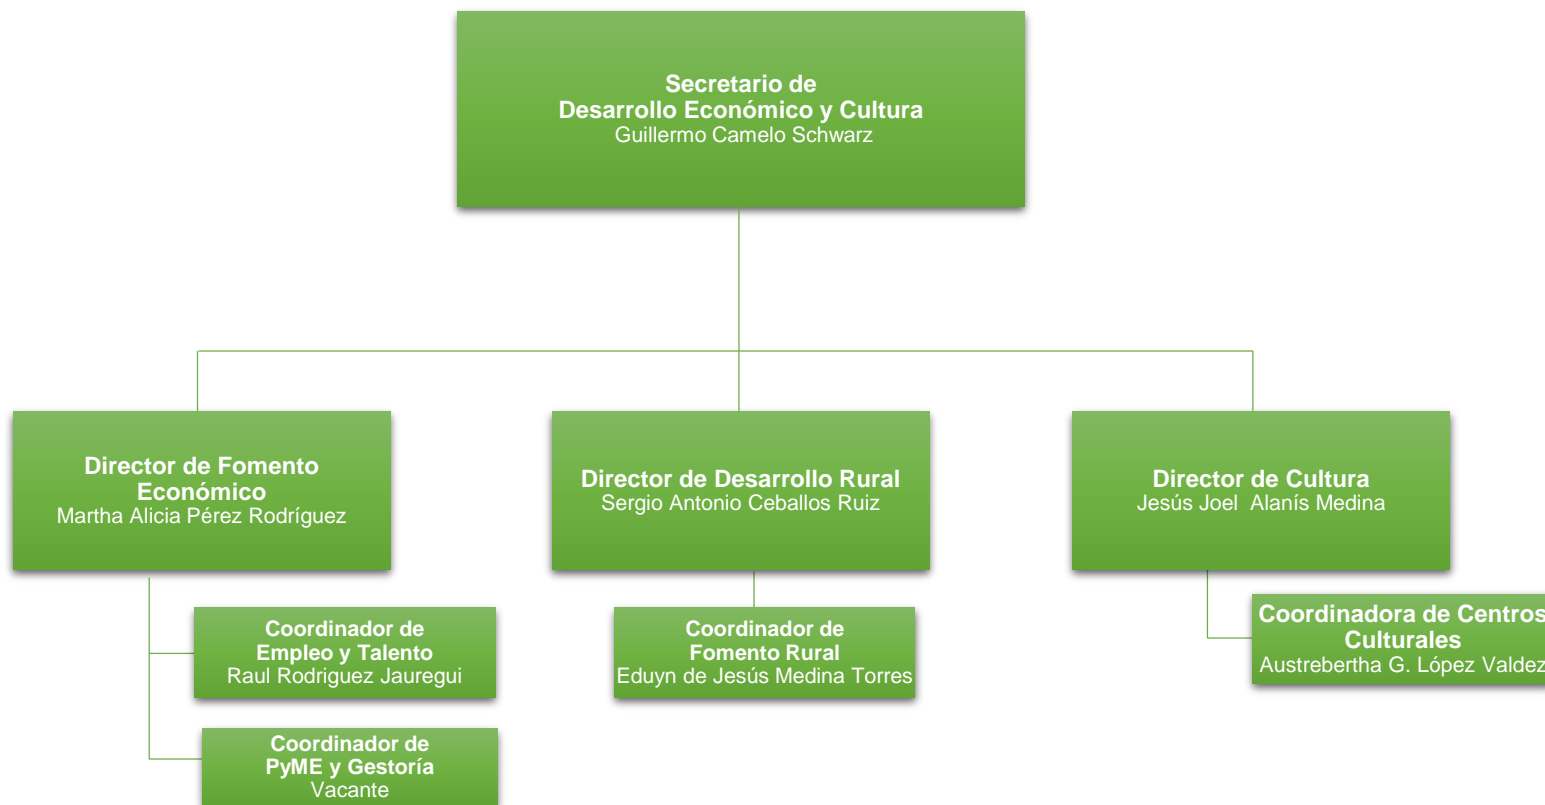 Secretario de
Desarrollo Económico y Cultura
Guillermo Camelo Schwarz
Director de Fomento
Económico
Martha Alicia Pérez Rodríguez
Director de Desarrollo Rural
Sergio Antonio Ceballos Ruiz
Director de Cultura
Jesús Joel  Alanís Medina
Coordinador de
Empleo y Talento
Raul Rodriguez Jauregui
Coordinador de
PyME y Gestoría
Vacante
Coordinador de
Fomento Rural
Eduyn de Jesús Medina Torres
Coordinadora de Centros
Culturales
Austrebertha G. López Valdez